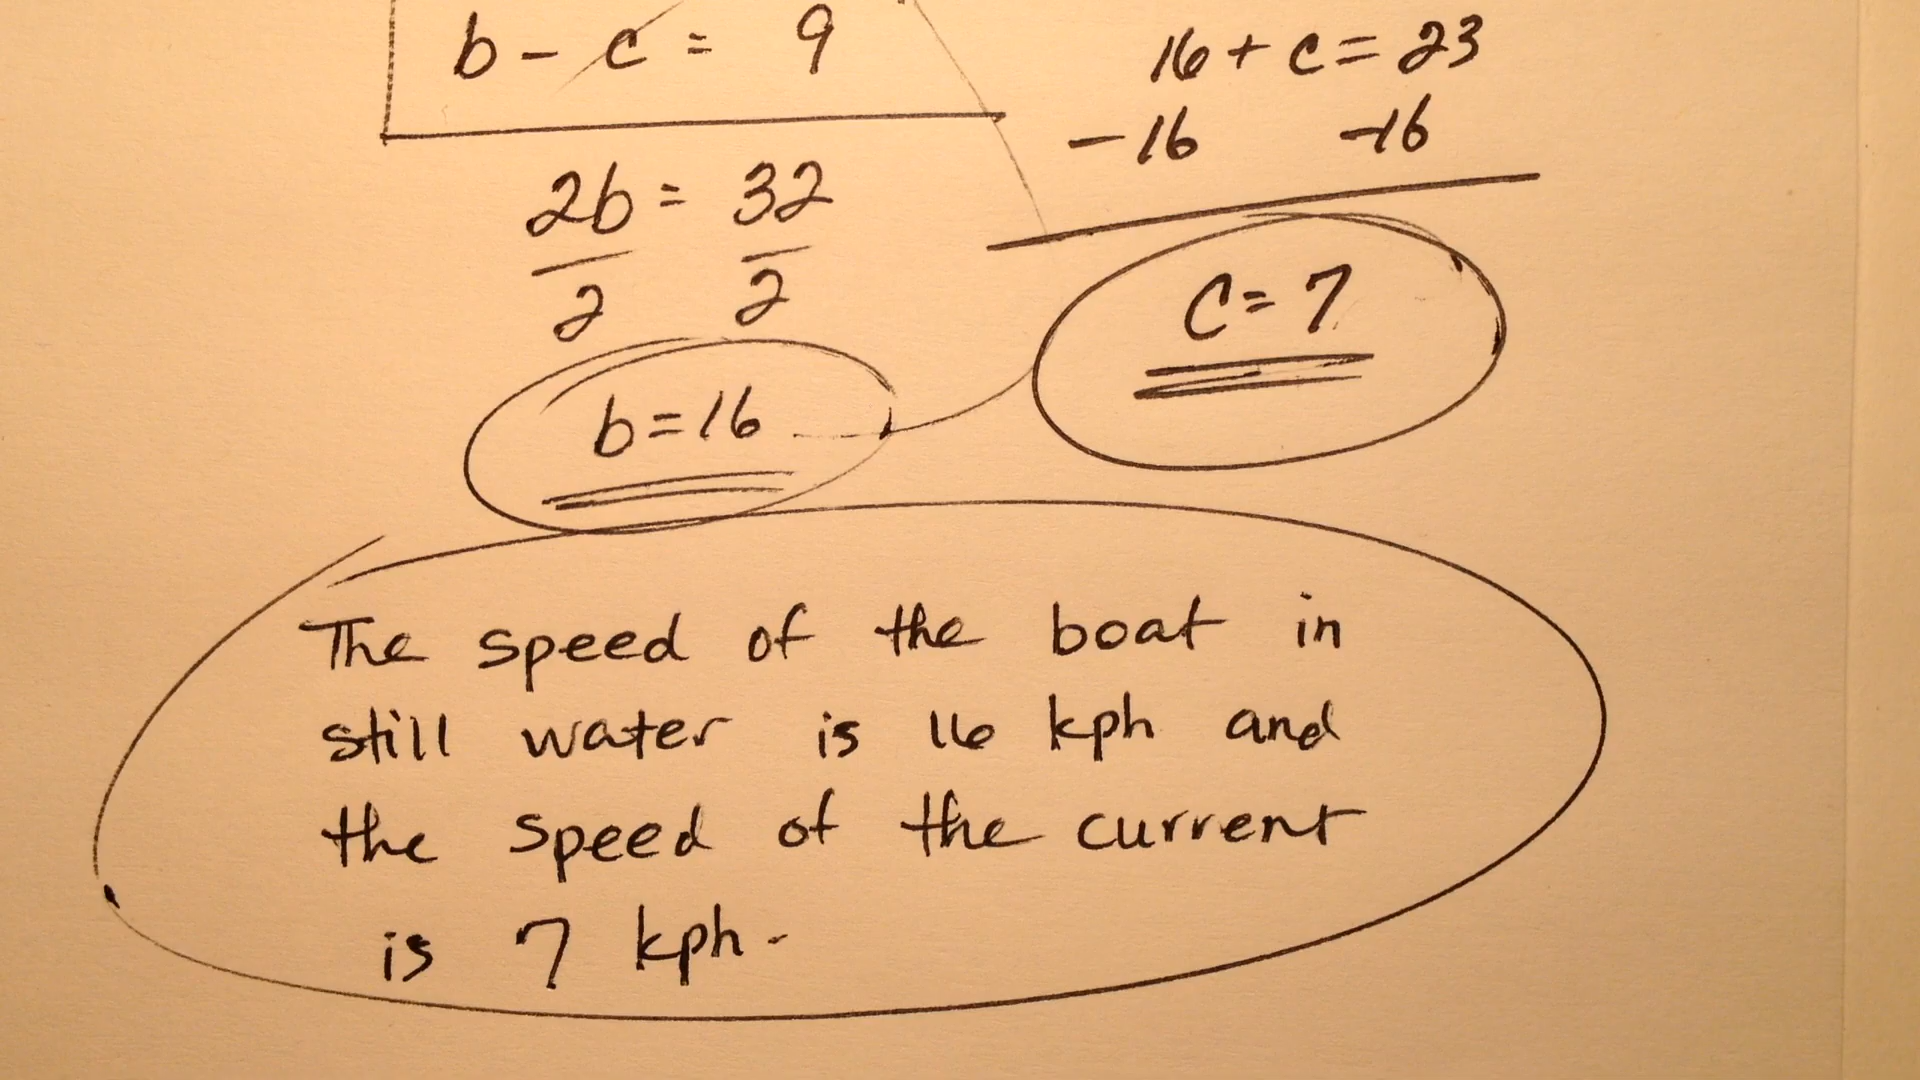 b - c = 9
2b = 32
2 2
b = 16
16 + c = 23
-16 -16
c = 7
The speed of the boat in
still water is 16 kph and
the speed of the current
is 7 kph.